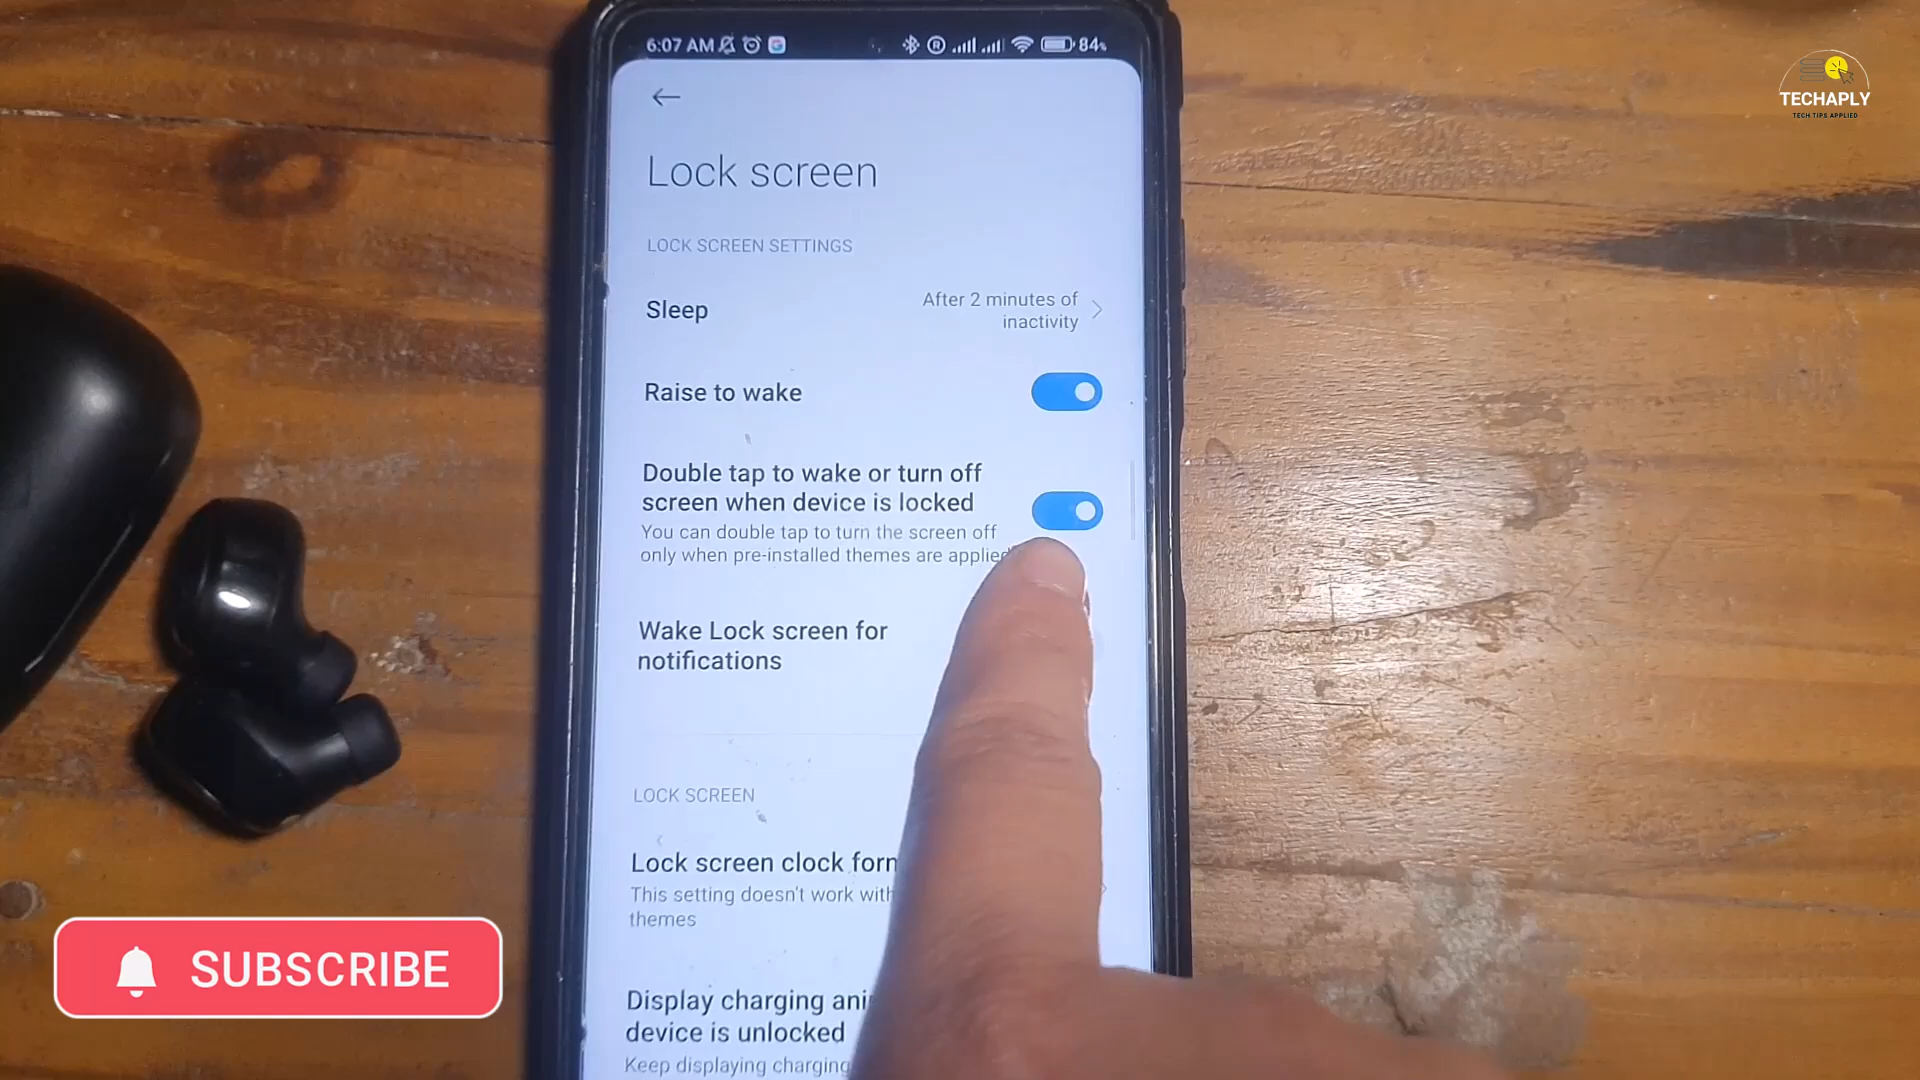 6:07 AM
84%
TECHAPLY
TECH TIPS APPLIED
Lock screen
LOCK SCREEN SETTINGS
Sleep
After 2 minutes of
inactivity
Raise to wake
Double tap to wake or turn off
screen when device is locked
You can double tap to turn the screen off
only when pre-installed themes are applied
Wake Lock screen for
notifications
LOCK SCREEN
Lock screen clock
This setting doesn't work with
themes
Display charging
device is unlocked
Keep displaying charging
SUBSCRIBE